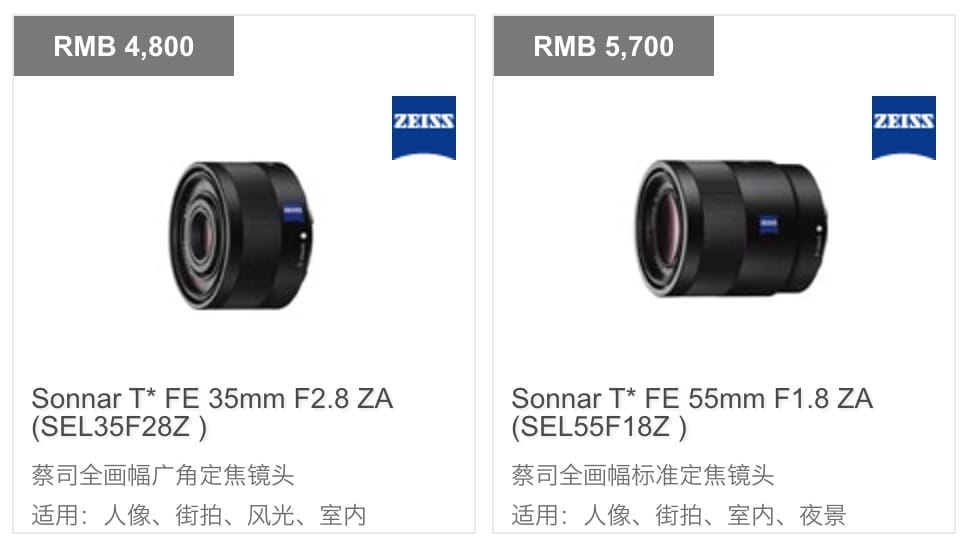 RMB 4,800
ZEISS
ZEISS
Sonnar T* FE 35mm F2.8 ZA
(SEL35F28Z )
蔡司全画幅广角定焦镜头
适用：人像、街拍、风光、室内
RMB 5,700
ZEISS
ZEISS
Sonnar T* FE 55mm F1.8 ZA
(SEL55F18Z )
蔡司全画幅标准定焦镜头
适用：人像、街拍、室内、夜景